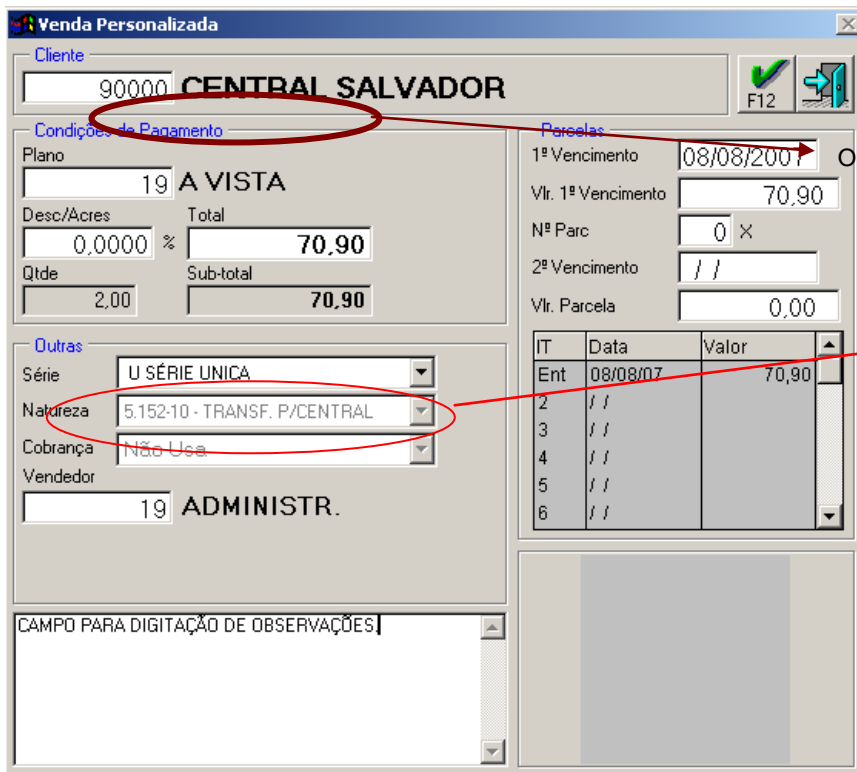 Venda Personalizada
Cliente
90000 CENTRAL SALVADOR
F12
Condições de Pagamento
Plano
19 A VISTA
Desc/Acres Total
0,0000 % 70,90
Qtde Sub-total
2,00 70,90
Parcelas
1º Vencimento 08/08/2007 O
Vlr. 1º Vencimento 70,90
Nº Parc 0 X
2º Vencimento / /
Vlr. Parcela 0,00
IT Data Valor
Ent 08/08/07 70,90
2 / /
3 / /
4 / /
5 / /
6 / /
Outras
Série U SÉRIE UNICA
Natureza 5.152-10 - TRANSF. P/CENTRAL
Cobrança Não Usa
Vendedor
19 ADMINISTR.
CAMPO PARA DIGITAÇÃO DE OBSERVAÇÕES.